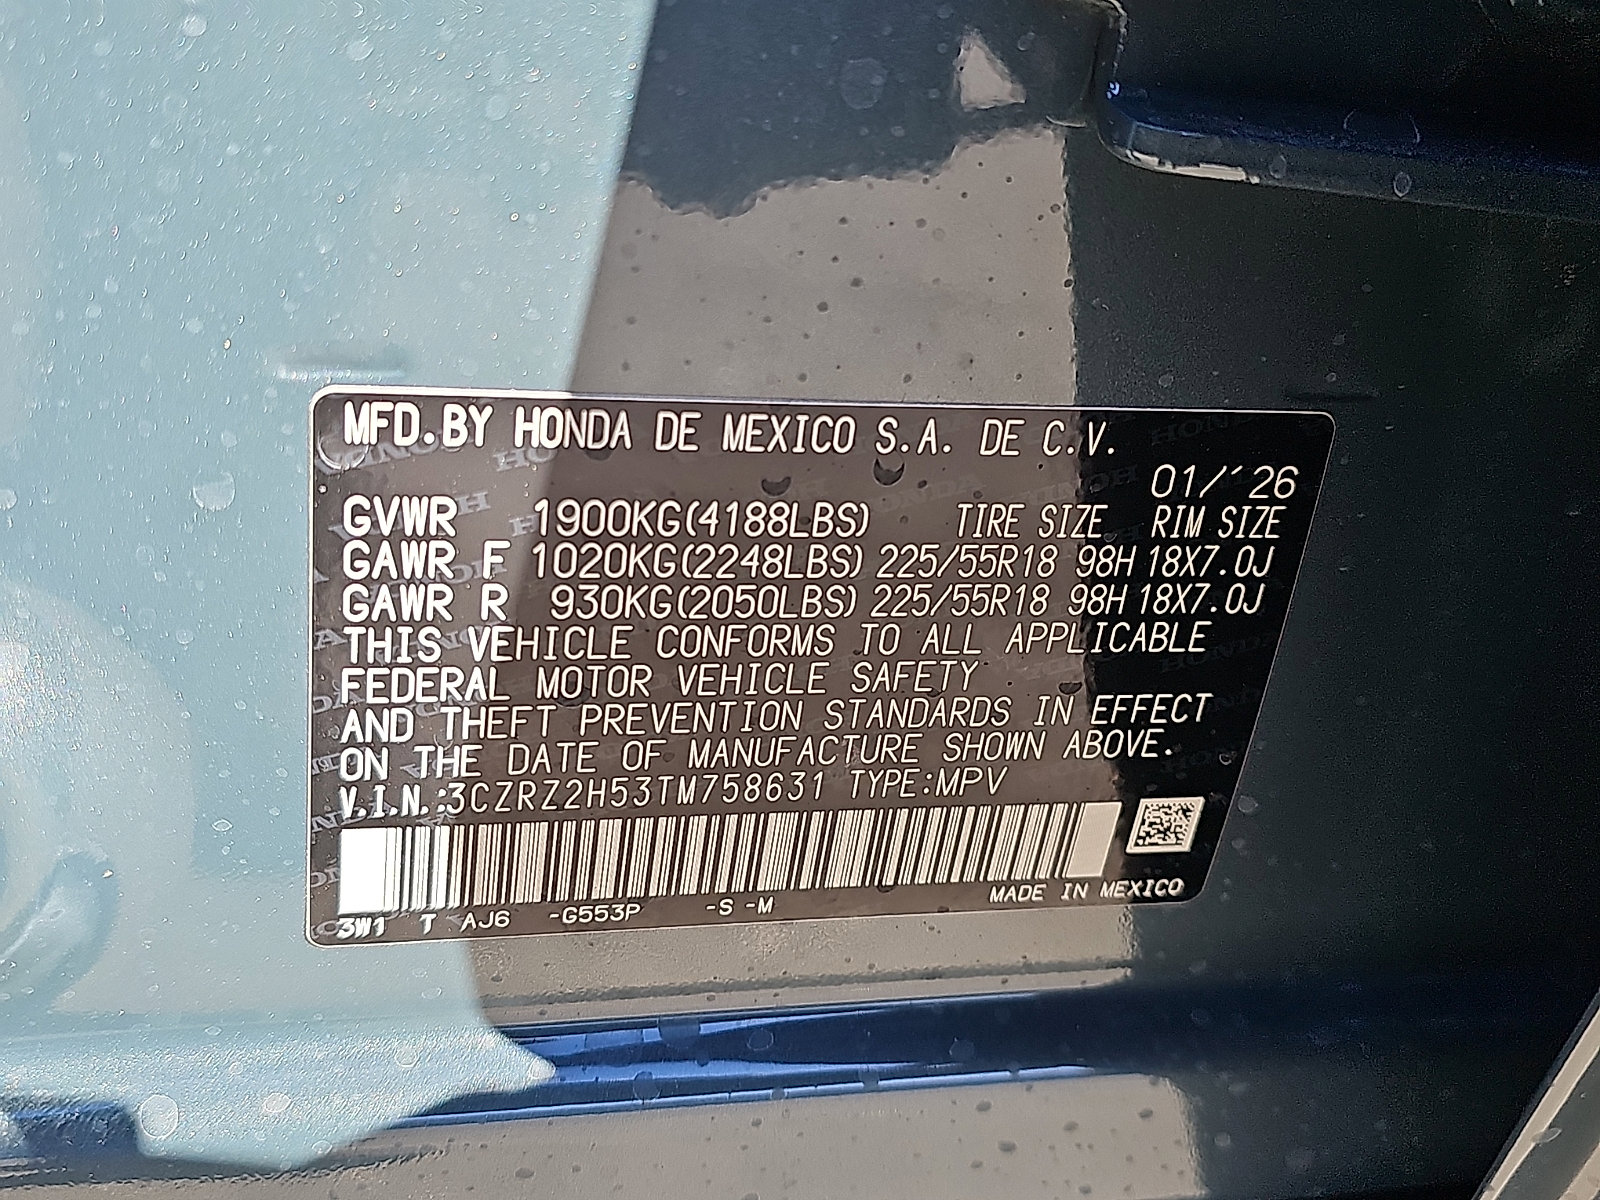 MFD.BY HONDA DE MEXICO S.A. DE C.V.
01/´26
GVWR 1900KG(4188LBS) TIRE SIZE RIM SIZE
GAWR F 1020KG(2248LBS) 225/55R18 98H 18X7.0J
GAWR R 930KG(2050LBS) 225/55R18 98H 18X7.0J
THIS VEHICLE CONFORMS TO ALL APPLICABLE
FEDERAL MOTOR VEHICLE SAFETY
AND THEFT PREVENTION STANDARDS IN EFFECT
ON THE DATE OF MANUFACTURE SHOWN ABOVE.
V.I.N.:3CZRZ2H53TM758631 TYPE:MPV
MADE IN MEXICO
3W1 T AJ6 -G553P -S -M